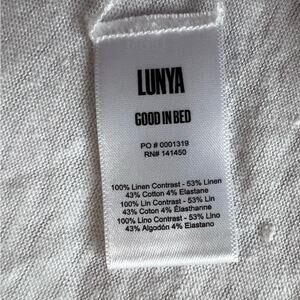 LUNYA
GOOD IN BED
PO # 0001319
RN# 141450
100% Linen Contrast - 53% Linen
43% Cotton 4% Elastane
100% Lin Contrast - 53% Lin
43% Coton 4% Élasthanne
100% Lino Contrast - 53% Lino
43% Algodón 4% Elastano